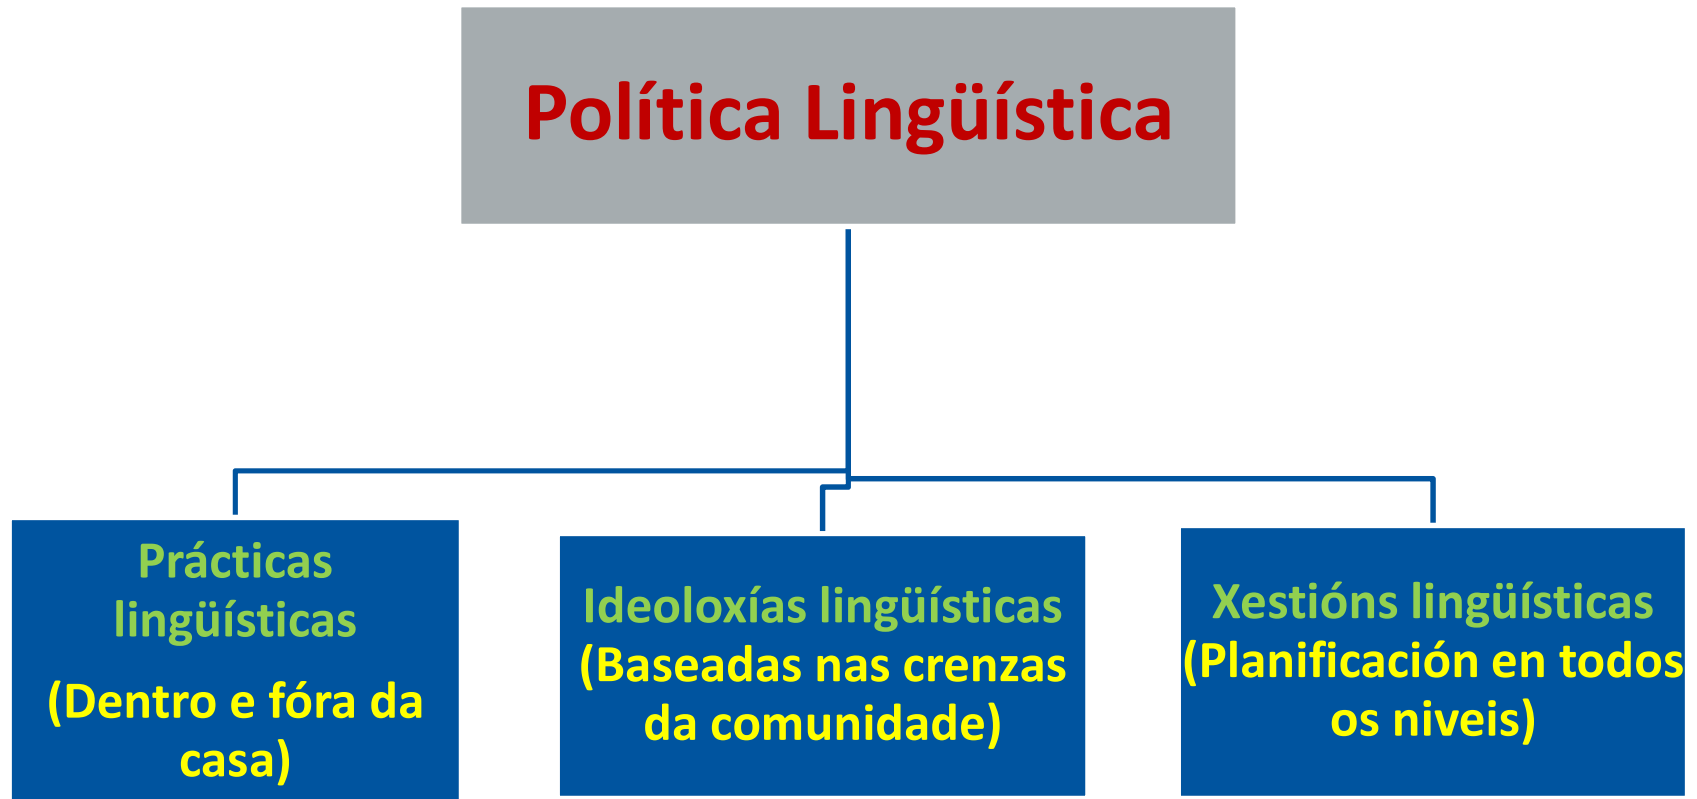 Política Lingüística
Prácticas
lingüísticas
(Dentro e fóra da
casa)
Ideoloxías lingüísticas
(Baseadas nas crenzas
da comunidade)
Xestións lingüísticas
(Planificación en todos
os niveis)